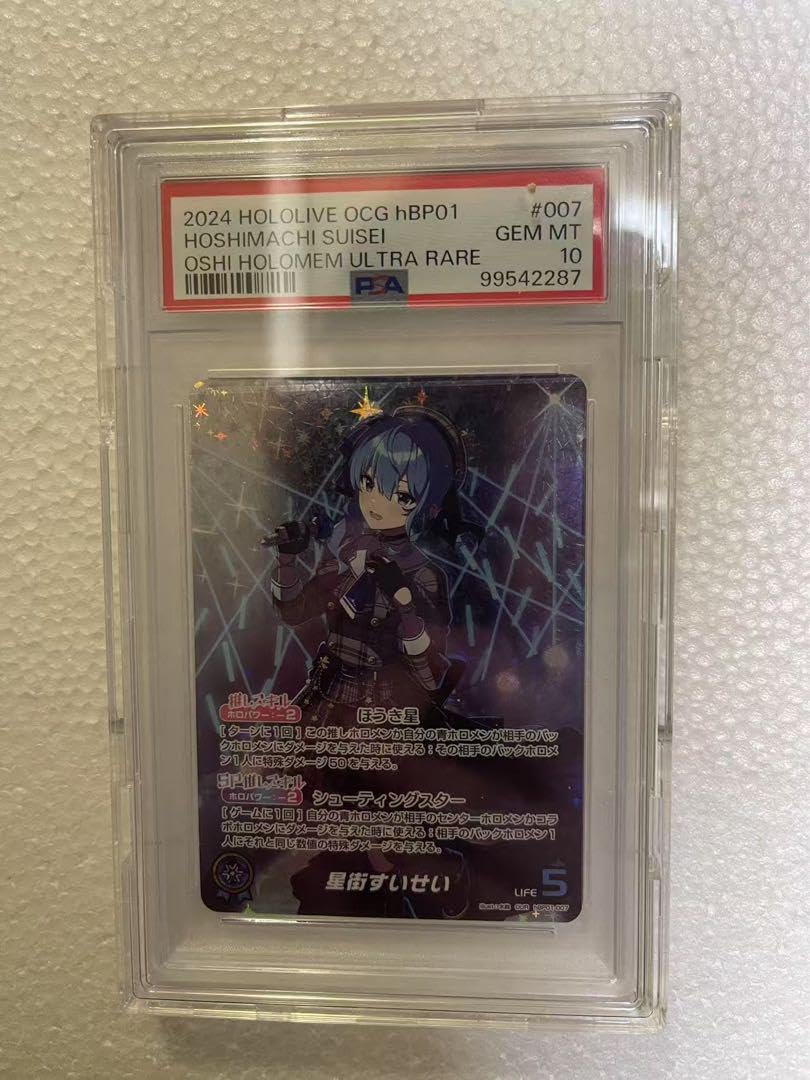 2024 HOLOLIVE OCG hBP01 #007
HOSHIMACHI SUISEI GEM MT
OSHI HOLOMEM ULTRA RARE 10
PSA 99542287
推しスキル
ホロパワー：－2 ほうき星
[ターンに1回] この推しホロメンか自分の青ホロメンが相手のバッ
クホロメンにダメージを与えた時に使える：その相手のバックホロメ
ン1人に特殊ダメージ50を与える。
SP推しスキル
ホロパワー：－2 シューティングスター
[ゲームに1回] 自分の青ホロメンが相手のセンターホロメンかコラ
ボホロメンにダメージを与えた時に使える：相手のバックホロメン1
人にそれと同じ数値の特殊ダメージを与える。
星街すいせい
LIFE 5
OUR hBP01-007